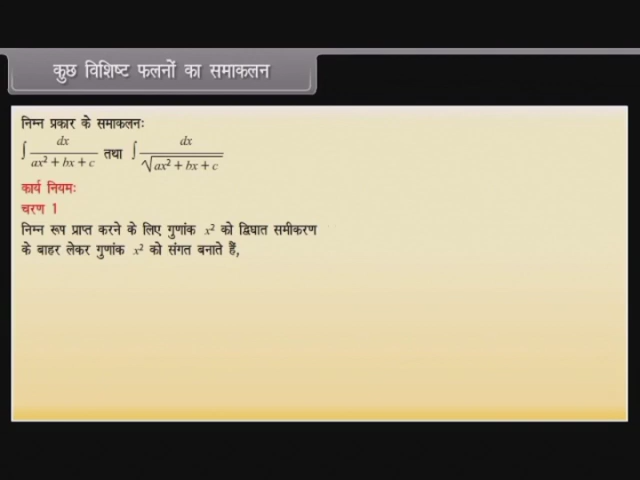 कुछ विशिष्ट फलनों का समाकलन
निम्न प्रकार के समाकलनः
∫ dx / (ax² + bx + c) तथा ∫ dx / √(ax² + bx + c)
कार्य नियमः
चरण 1
निम्न रूप प्राप्त करने के लिए गुणांक x² को द्विघात समीकरण
के बाहर लेकर गुणांक x² को संगत बनाते हैं,